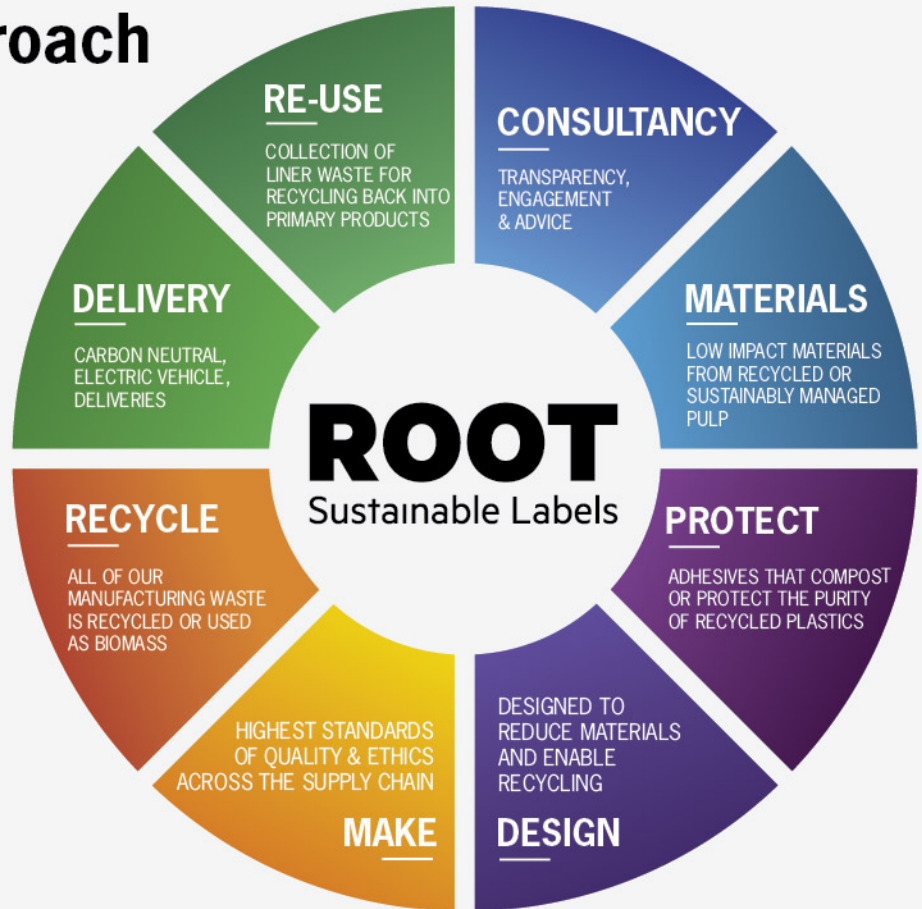 roach
RE-USE
COLLECTION OF
LINER WASTE FOR
RECYCLING BACK INTO
PRIMARY PRODUCTS
CONSULTANCY
TRANSPARENCY,
ENGAGEMENT
& ADVICE
DELIVERY
CARBON NEUTRAL,
ELECTRIC VEHICLE,
DELIVERIES
MATERIALS
LOW IMPACT MATERIALS
FROM RECYCLED OR
SUSTAINABLY MANAGED
PULP
ROOT
Sustainable Labels
RECYCLE
ALL OF OUR
MANUFACTURING WASTE
IS RECYCLED OR USED
AS BIOMASS
PROTECT
ADHESIVES THAT COMPOST
OR PROTECT THE PURITY
OF RECYCLED PLASTICS
HIGHEST STANDARDS
OF QUALITY & ETHICS
ACROSS THE SUPPLY CHAIN
MAKE
DESIGNED TO
REDUCE MATERIALS
AND ENABLE
RECYCLING
DESIGN